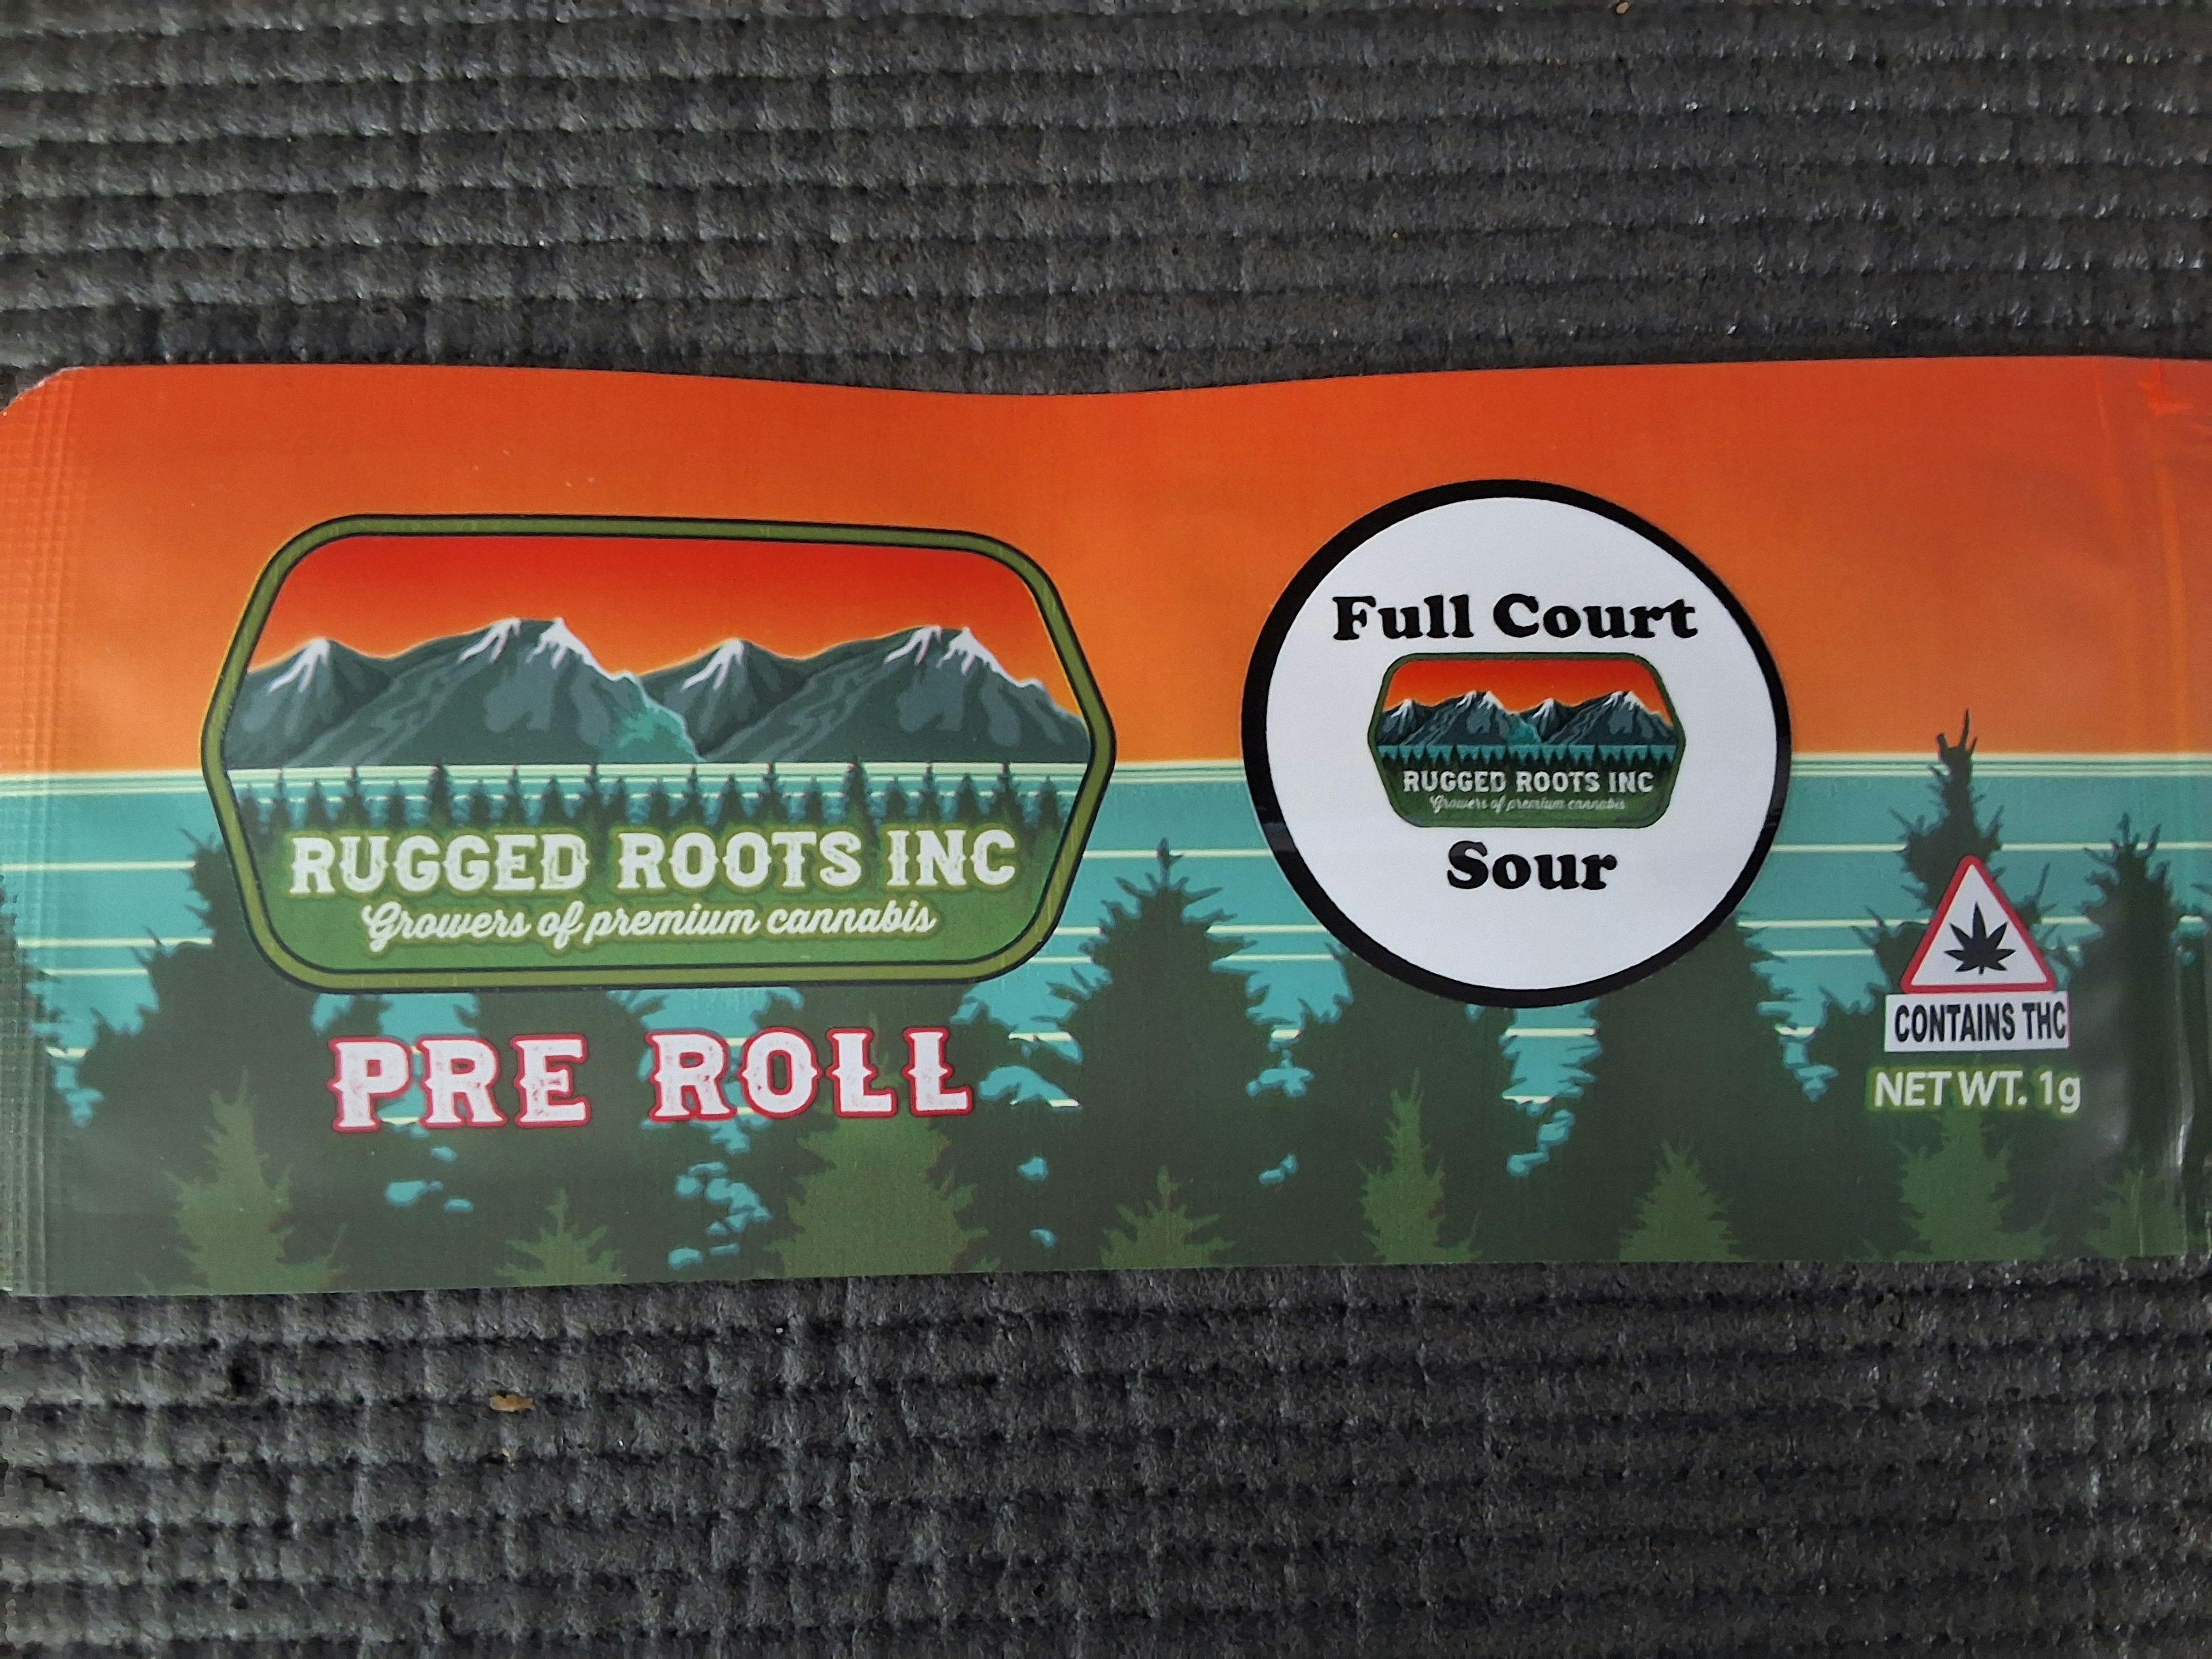 RUGGED ROOTS INC
Growers of premium cannabis
PRE ROLL
Full Court
RUGGED ROOTS INC
Growers of premium cannabis
Sour
CONTAINS THC
NET WT. 1g